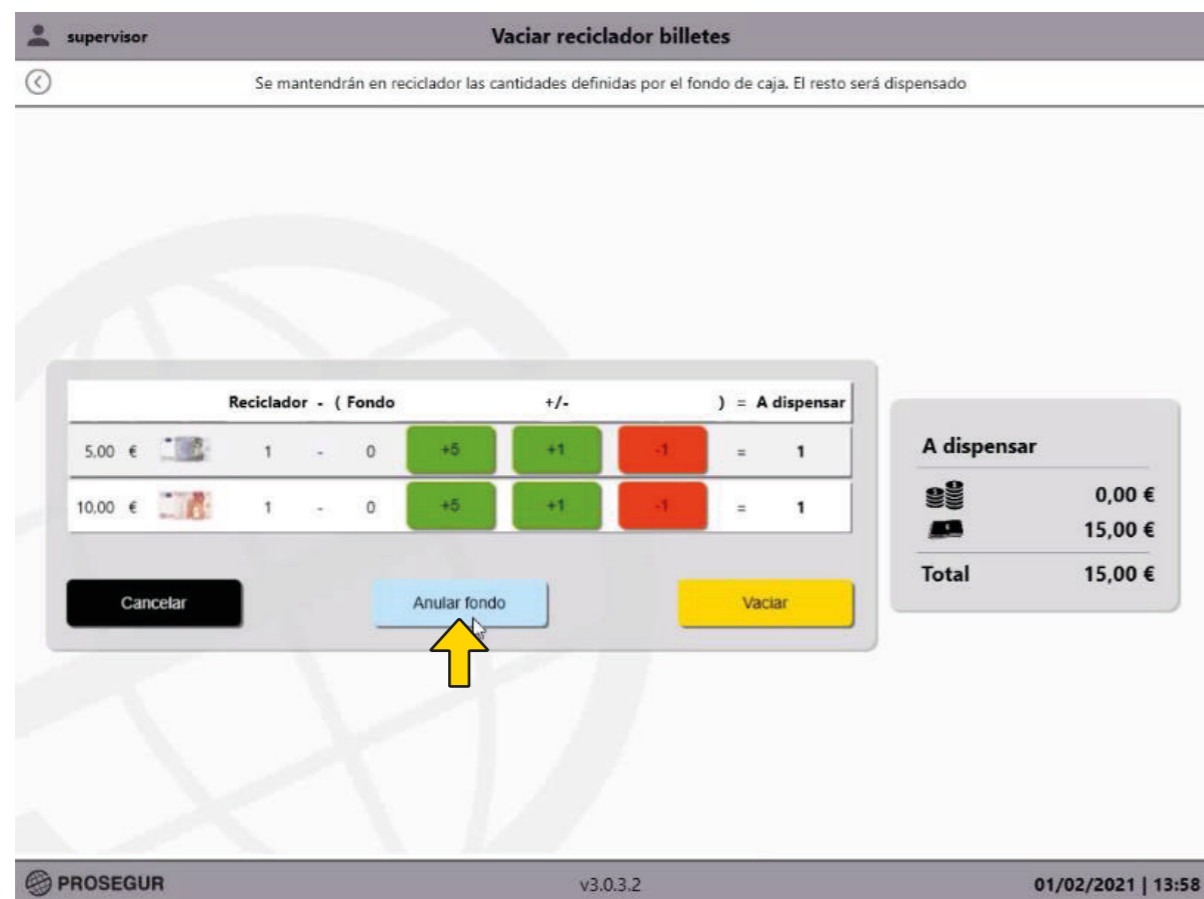 supervisor
Vaciar reciclador billetes
Se mantendrán en reciclador las cantidades definidas por el fondo de caja. El resto será dispensado
Reciclador - ( Fondo +/- ) = A dispensar
5.00 € 1 - 0 +5 +1 -1 = 1
10.00 € 1 - 0 +5 +1 -1 = 1
Cancelar Anular fondo Vaciar
A dispensar
0,00 €
15,00 €
Total 15,00 €
PROSEGUR v3.0.3.2 01/02/2021 | 13:58